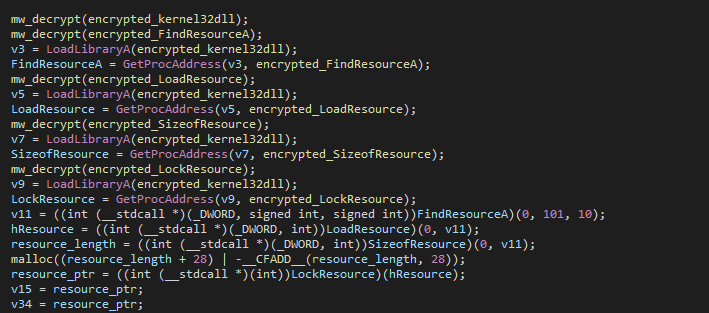 mw_decrypt(encrypted_kernel32dll);
mw_decrypt(encrypted_FindResourceA);
v3 = LoadLibraryA(encrypted_kernel32dll);
FindResourceA = GetProcAddress(v3, encrypted_FindResourceA);
mw_decrypt(encrypted_LoadResource);
v5 = LoadLibraryA(encrypted_kernel32dll);
LoadResource = GetProcAddress(v5, encrypted_LoadResource);
mw_decrypt(encrypted_SizeofResource);
v7 = LoadLibraryA(encrypted_kernel32dll);
SizeofResource = GetProcAddress(v7, encrypted_SizeofResource);
mw_decrypt(encrypted_LockResource);
v9 = LoadLibraryA(encrypted_kernel32dll);
LockResource = GetProcAddress(v9, encrypted_LockResource);
v11 = ((int (__stdcall *)(_DWORD, signed int, signed int))FindResourceA)(0, 101, 10);
hResource = ((int (__stdcall *)(_DWORD, int))LoadResource)(0, v11);
resource_length = ((int (__stdcall *)(_DWORD, int))SizeofResource)(0, v11);
malloc((resource_length + 28) | -__CFADD__(resource_length, 28));
resource_ptr = ((int (__stdcall *)(int))LockResource)(hResource);
v15 = resource_ptr;
v34 = resource_ptr;